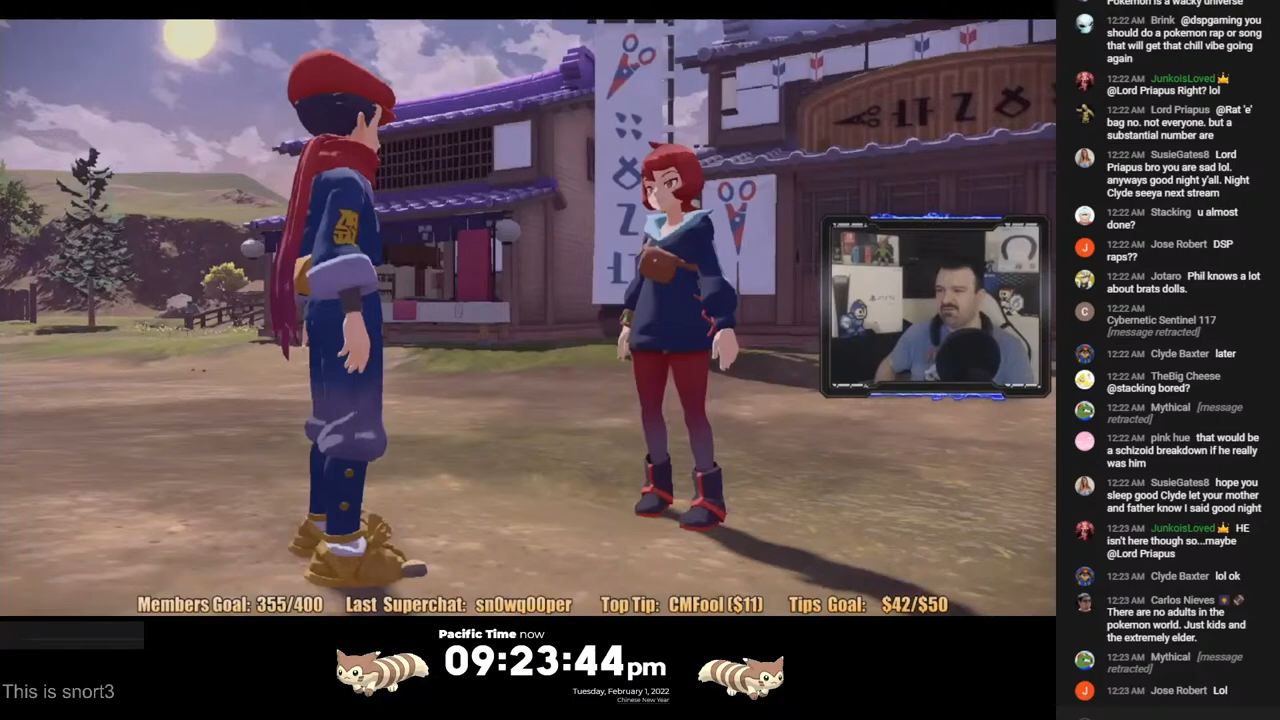 Pokemon is a wacky universe
12:22 AM Brink @dspgaming you
should do a pokemon rap or song
that will get that chill vibe going
again
12:22 AM JunkoisLoved
@Lord Priapus Right? lol
12:22 AM Lord Priapus @Rat 'e'
bag no. not everyone. but a
substantial number are
12:22 AM SusieGates8 Lord
Priapus bro you are sad lol.
anyways good night y'all. Night
Clyde seeya next stream
12:22 AM Stacking u almost
done?
12:22 AM Jose Robert DSP
raps??
12:22 AM Jotaro Phil knows a lot
about brats dolls.
12:22 AM
Cybernetic Sentinel 117
[message retracted]
12:22 AM Clyde Baxter later
12:22 AM TheBig Cheese
@stacking bored?
12:22 AM Mythical [message
retracted]
12:22 AM pink hue that would be
a schizoid breakdown if he really
was him
12:22 AM SusieGates8 hope you
sleep good Clyde let your mother
and father know I said good night
12:23 AM JunkoisLoved HE
isn't here though so...maybe
@Lord Priapus
12:23 AM Clyde Baxter lol ok
12:23 AM Carlos Nieves
There are no adults in the
pokemon world. Just kids and
the extremely elder.
12:23 AM Mythical [message
retracted]
12:23 AM Jose Robert Lol
Members Goal: 355/400 Last Superchat: sn0wq00per Top Tip: CMFool ($11) Tips Goal: $42/$50
Pacific Time now
09:23:44pm
Tuesday, February 1, 2022
Chinese New Year
This is snort3